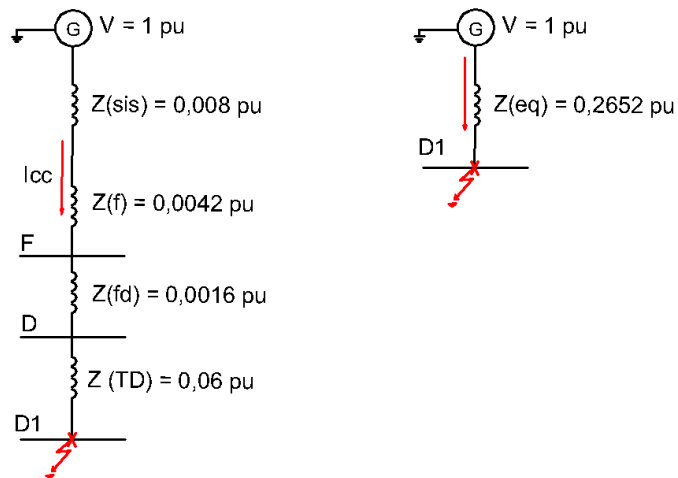 G V = 1 pu
Z(sis) = 0,008 pu
Icc
Z(f) = 0,0042 pu
F
Z(fd) = 0,0016 pu
D
Z (TD) = 0,06 pu
D1
G V = 1 pu
Z(eq) = 0,2652 pu
D1